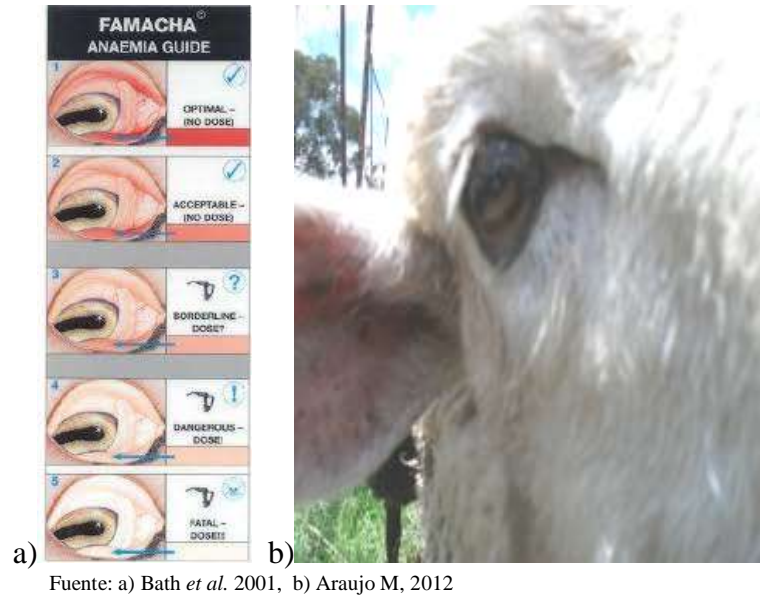 FAMACHA©
ANAEMIA GUIDE
1
OPTIMAL –
(NO DOSE)
2
ACCEPTABLE –
(NO DOSE)
3
?
BORDERLINE –
DOSE?
4
!
DANGEROUS –
DOSE!
5
FATAL –
DOSE!!!
a)
b)
Fuente: a) Bath et al. 2001, b) Araujo M, 2012